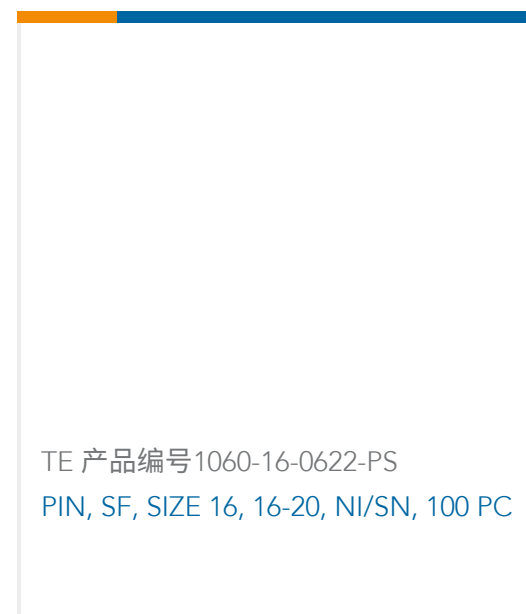 TE 产品编号1060-16-0622-PS
PIN, SF, SIZE 16, 16-20, NI/SN, 100 PC